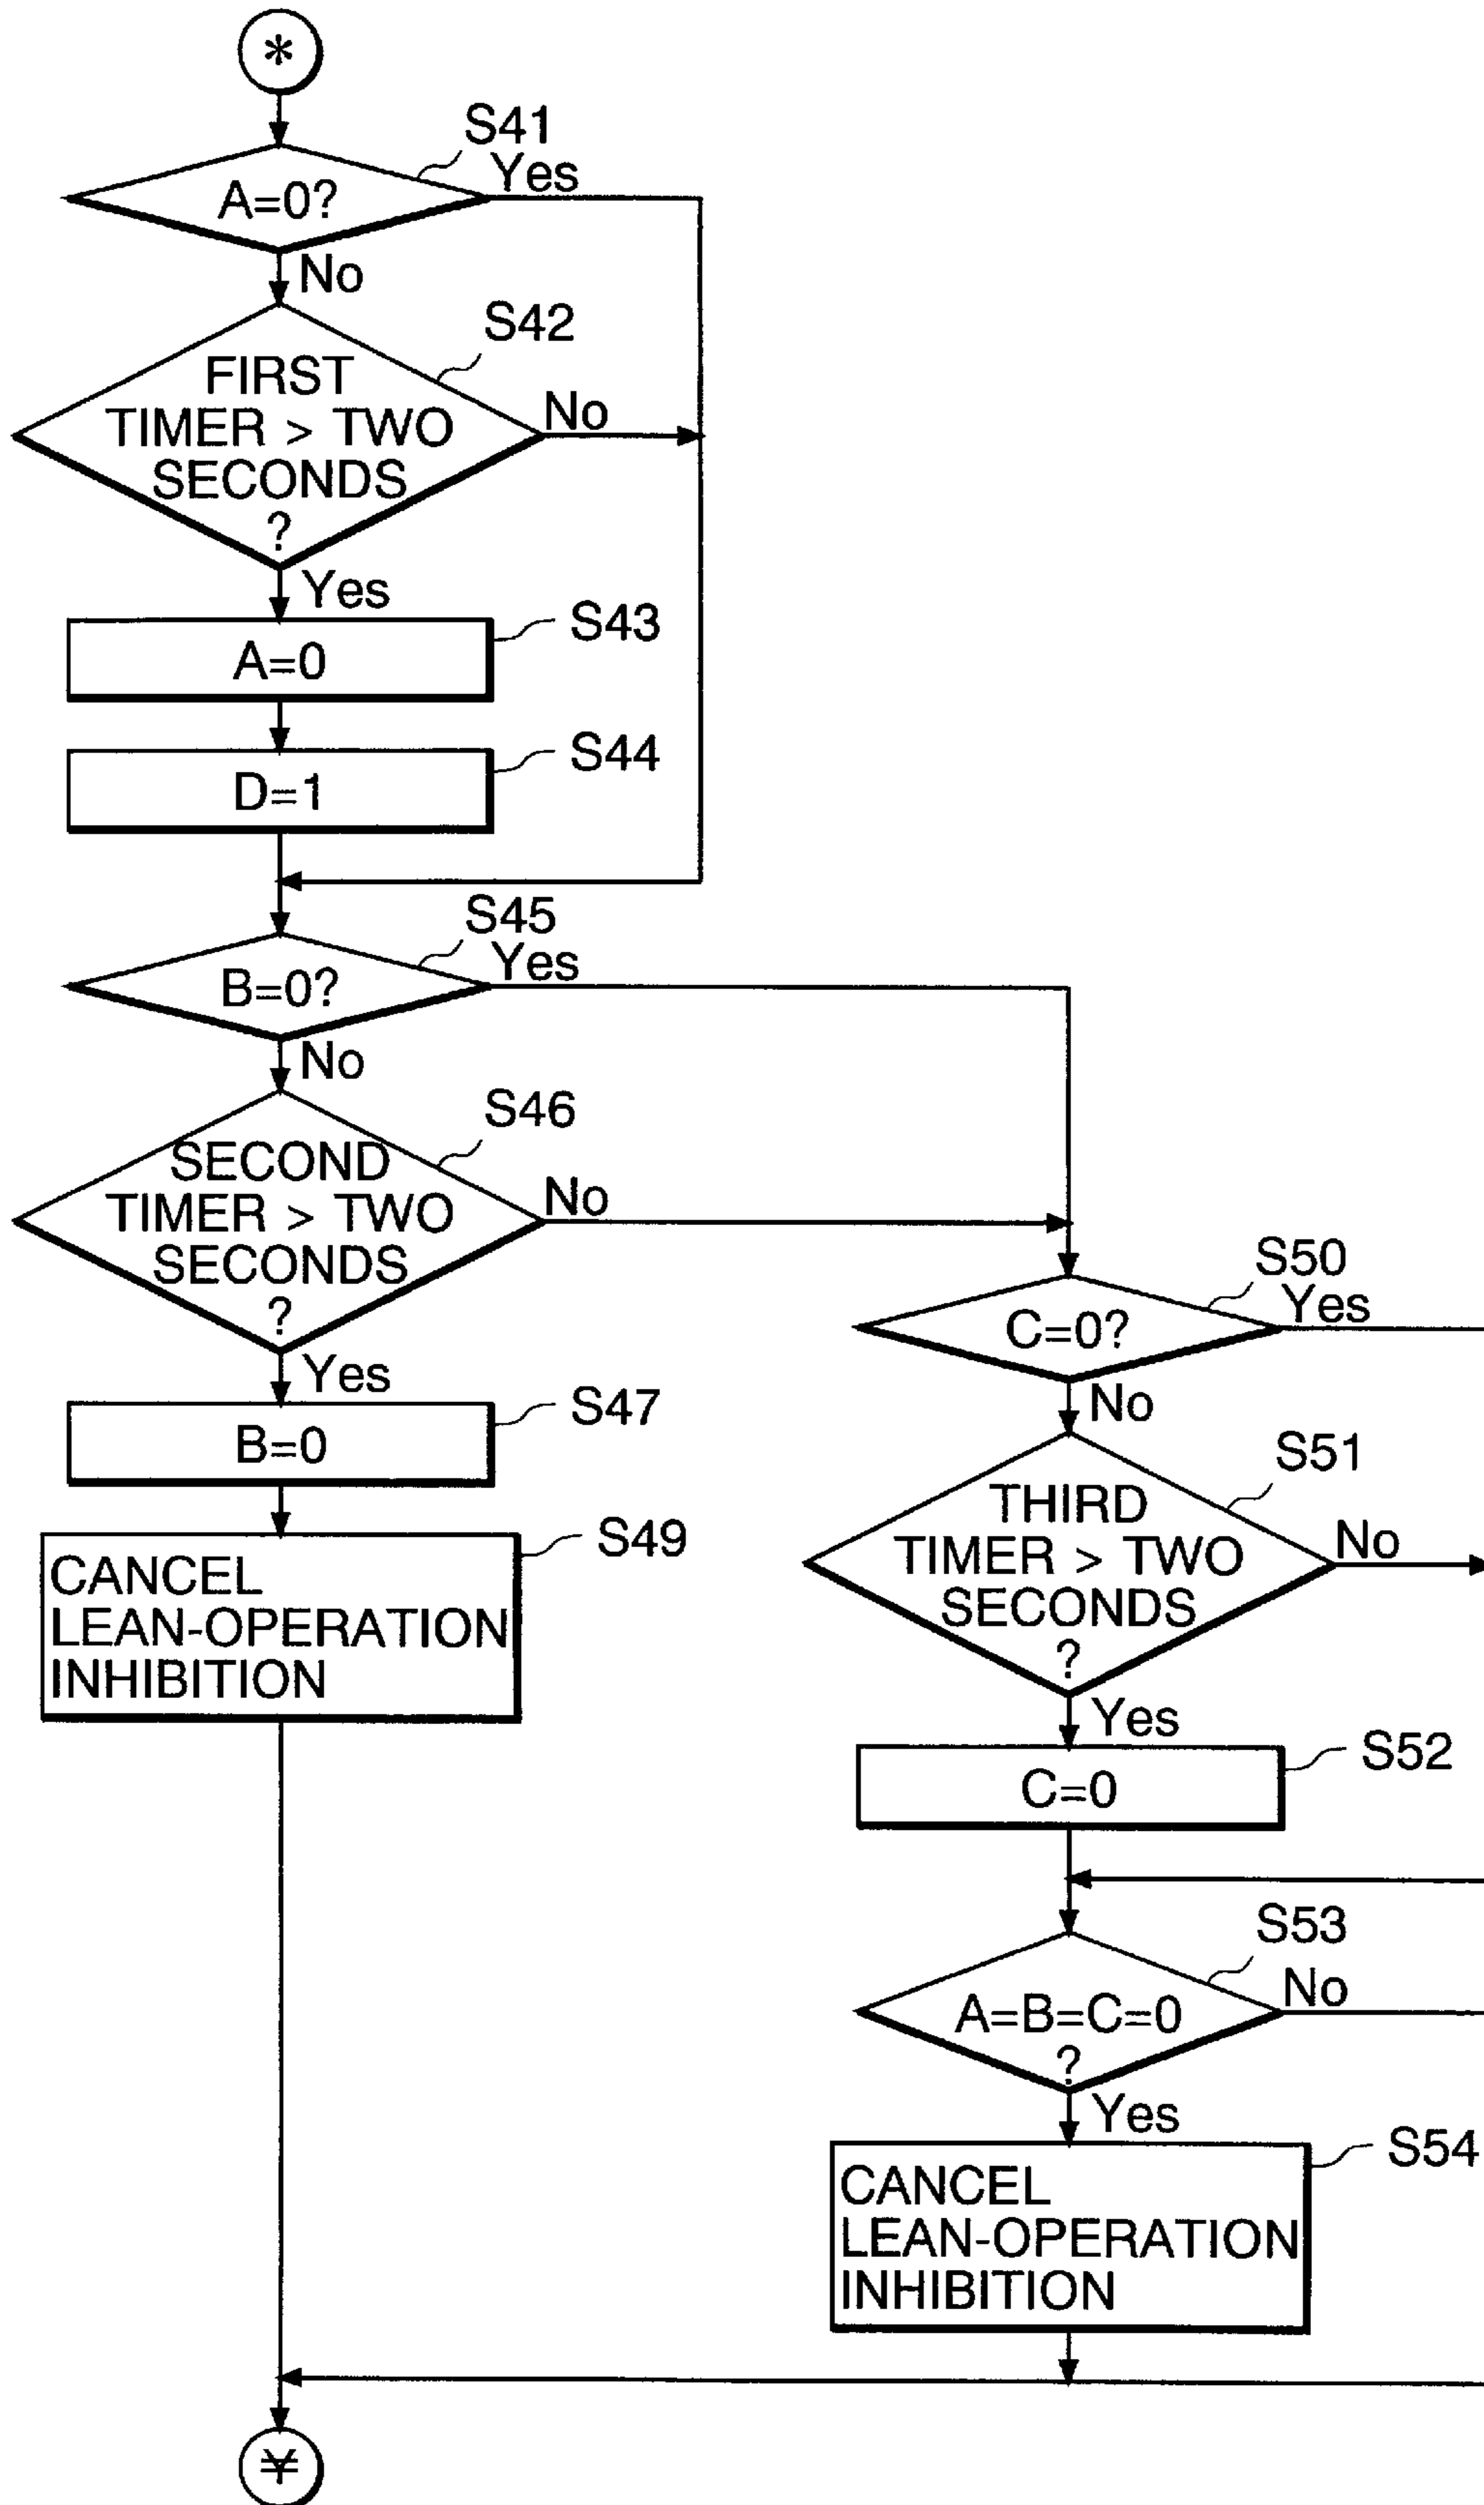 *
S41
Yes
A=0?
No
S42
FIRST
TIMER > TWO
SECONDS
?
No
Yes
S43
A=0
S44
D=1
S45
Yes
B=0?
No
S46
SECOND
TIMER > TWO
SECONDS
?
No
Yes
S47
B=0
S49
CANCEL
LEAN-OPERATION
INHIBITION
S50
Yes
C=0?
No
S51
THIRD
TIMER > TWO
SECONDS
?
No
Yes
S52
C=0
S53
No
A=B=C=0
?
Yes
S54
CANCEL
LEAN-OPERATION
INHIBITION
¥